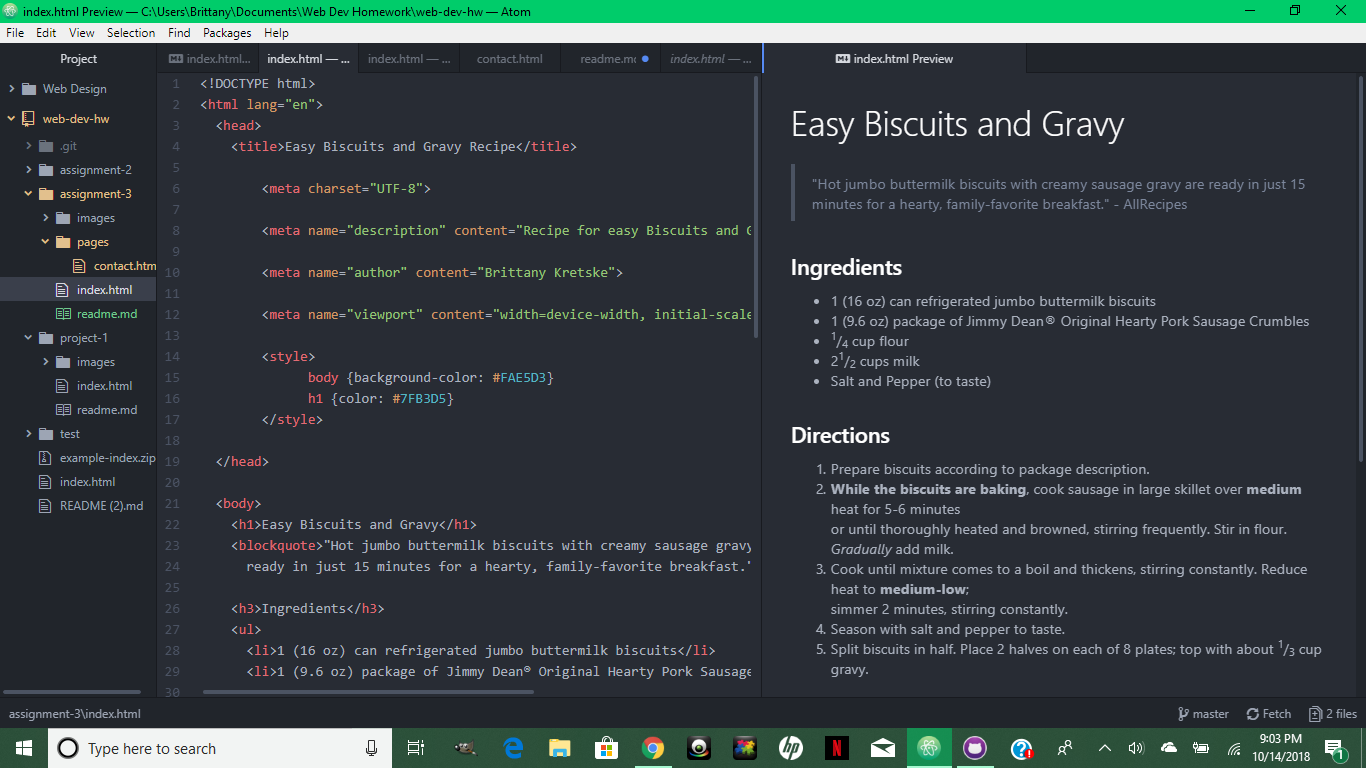 index.html Preview — C:\Users\Brittany\Documents\Web Dev Homework\web-dev-hw — Atom
File Edit View Selection Find Packages Help
Project
Web Design
web-dev-hw
.git
assignment-2
assignment-3
images
pages
contact.htm
index.html
readme.md
project-1
images
index.html
readme.md
test
example-index.zip
index.html
README (2).md
index.html... index.html — ... index.html — ... contact.html readme.m index.html — ...
1 <!DOCTYPE html>
2 <html lang="en">
3 <head>
4 <title>Easy Biscuits and Gravy Recipe</title>
5
6 <meta charset="UTF-8">
7
8 <meta name="description" content="Recipe for easy Biscuits and G
9
10 <meta name="author" content="Brittany Kretske">
11
12 <meta name="viewport" content="width=device-width, initial-scale
13
14 <style>
15 body {background-color: #FAE5D3}
16 h1 {color: #7FB3D5}
17 </style>
18
19 </head>
20
21 <body>
22 <h1>Easy Biscuits and Gravy</h1>
23 <blockquote>"Hot jumbo buttermilk biscuits with creamy sausage gravy
24 ready in just 15 minutes for a hearty, family-favorite breakfast."
25
26 <h3>Ingredients</h3>
27 <ul>
28 <li>1 (16 oz) can refrigerated jumbo buttermilk biscuits</li>
29 <li>1 (9.6 oz) package of Jimmy Dean® Original Hearty Pork Sausage
30
index.html Preview
Easy Biscuits and Gravy
"Hot jumbo buttermilk biscuits with creamy sausage gravy are ready in just 15
minutes for a hearty, family-favorite breakfast." - AllRecipes
Ingredients
• 1 (16 oz) can refrigerated jumbo buttermilk biscuits
• 1 (9.6 oz) package of Jimmy Dean® Original Hearty Pork Sausage Crumbles
• 1/4 cup flour
• 21/2 cups milk
• Salt and Pepper (to taste)
Directions
1. Prepare biscuits according to package description.
2. While the biscuits are baking, cook sausage in large skillet over medium
heat for 5-6 minutes
or until thoroughly heated and browned, stirring frequently. Stir in flour.
Gradually add milk.
3. Cook until mixture comes to a boil and thickens, stirring constantly. Reduce
heat to medium-low;
simmer 2 minutes, stirring constantly.
4. Season with salt and pepper to taste.
5. Split biscuits in half. Place 2 halves on each of 8 plates; top with about 1/3 cup
gravy.
assignment-3\index.html
master Fetch 2 files
Type here to search
hp
N
9:03 PM
10/14/2018
1